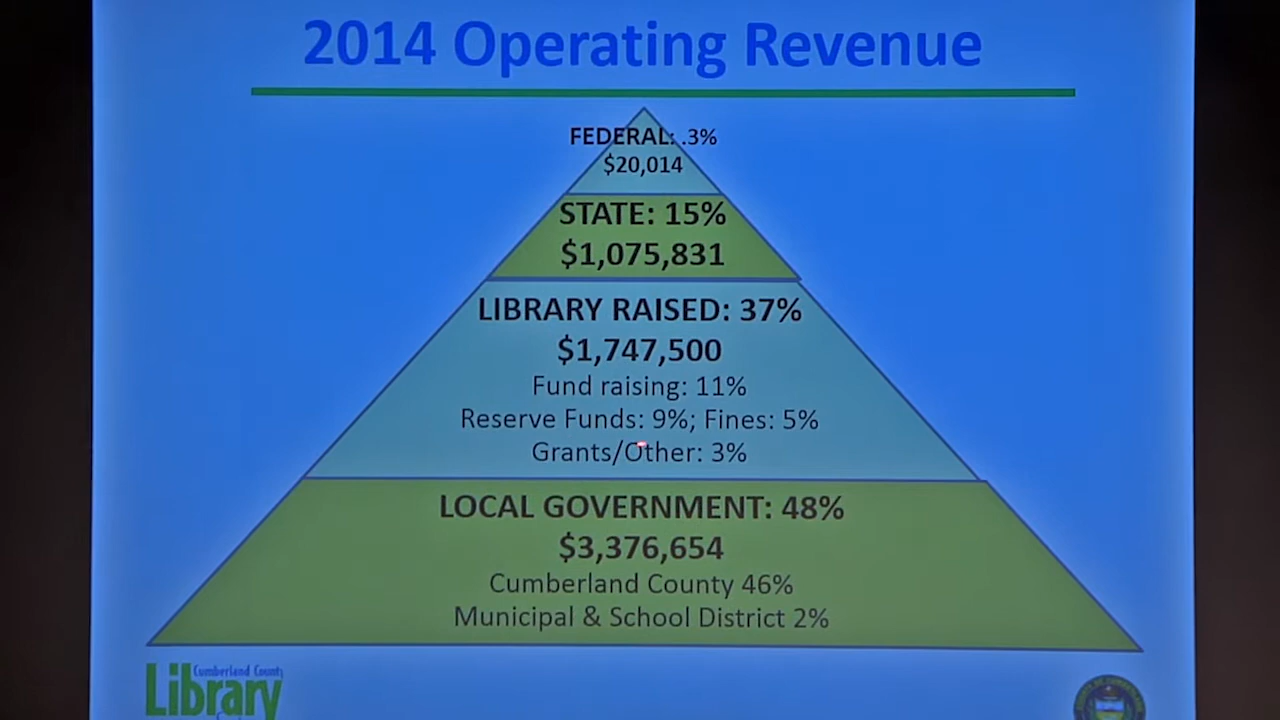 2014 Operating Revenue
FEDERAL: .3%
$20,014
STATE: 15%
$1,075,831
LIBRARY RAISED: 37%
$1,747,500
Fund raising: 11%
Reserve Funds: 9%; Fines: 5%
Grants/Other: 3%
LOCAL GOVERNMENT: 48%
$3,376,654
Cumberland County 46%
Municipal & School District 2%
Cumberland County
Library